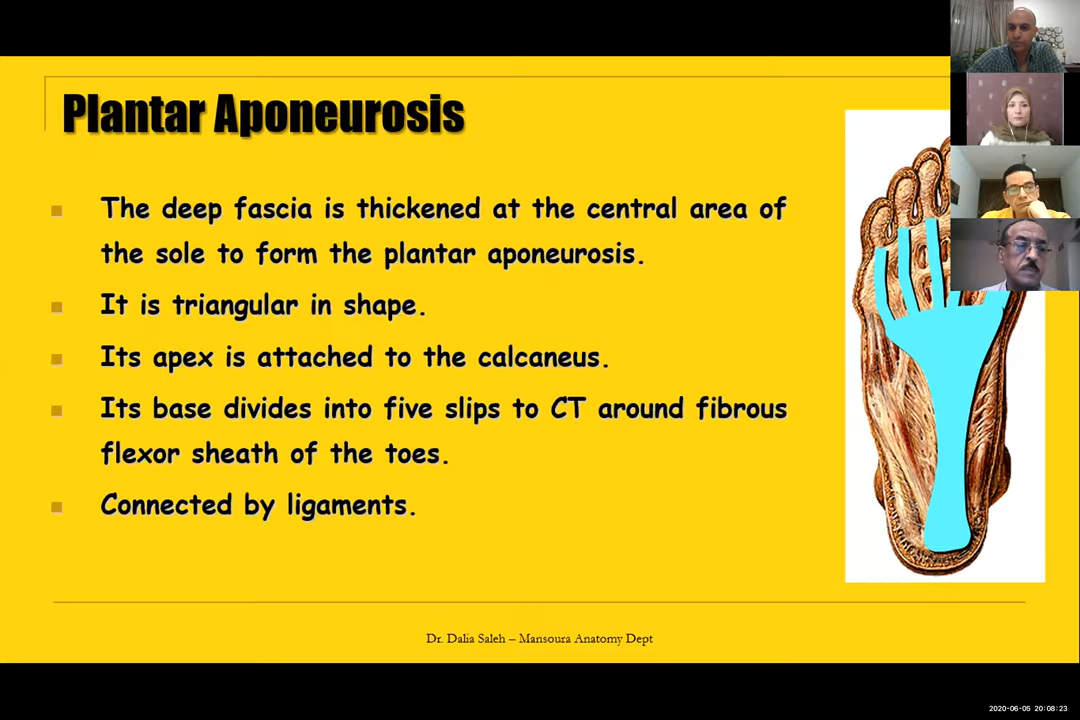 Plantar Aponeurosis
The deep fascia is thickened at the central area of
the sole to form the plantar aponeurosis.
It is triangular in shape.
Its apex is attached to the calcaneus.
Its base divides into five slips to CT around fibrous
flexor sheath of the toes.
Connected by ligaments.
Dr. Dalia Saleh – Mansoura Anatomy Dept
2020-06-05 20:08:23